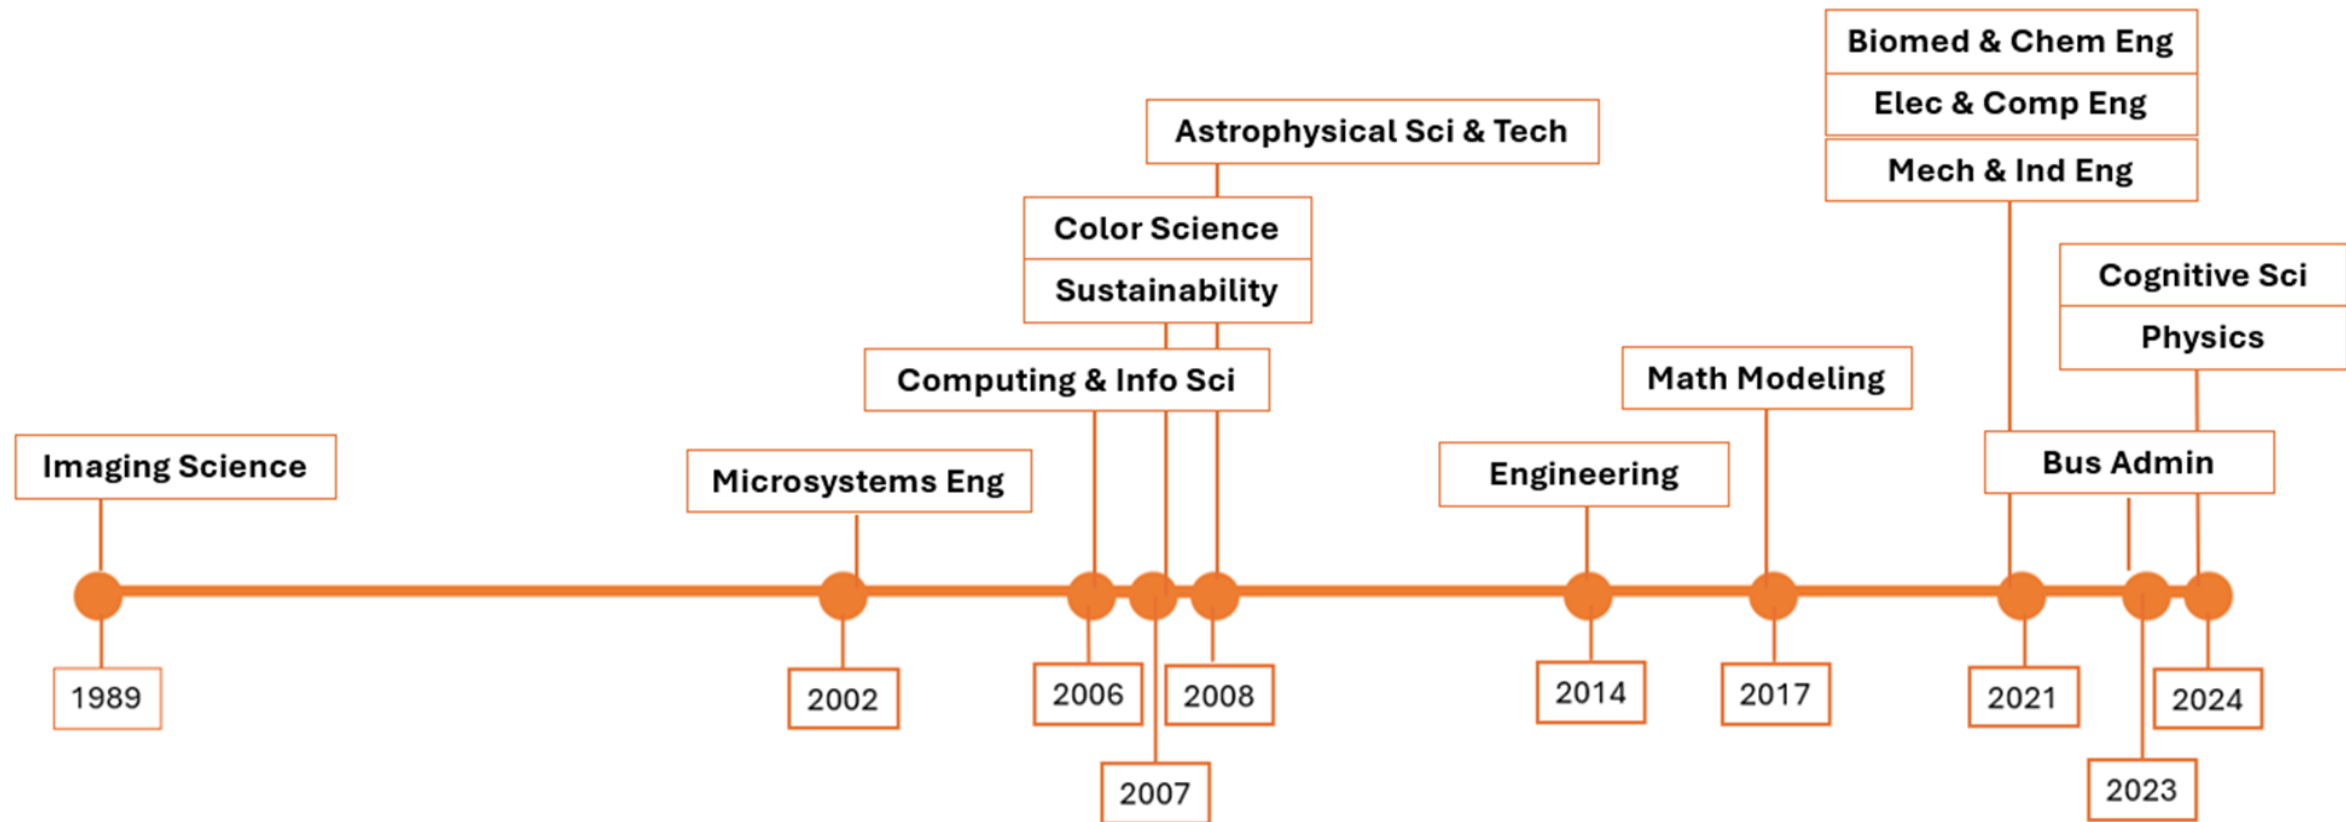 Biomed & Chem Eng
Elec & Comp Eng
Mech & Ind Eng
Astrophysical Sci & Tech
Color Science
Sustainability
Cognitive Sci
Physics
Computing & Info Sci
Math Modeling
Bus Admin
Imaging Science
Microsystems Eng
Engineering
1989
2002
2006
2008
2014
2017
2021
2024
2007
2023